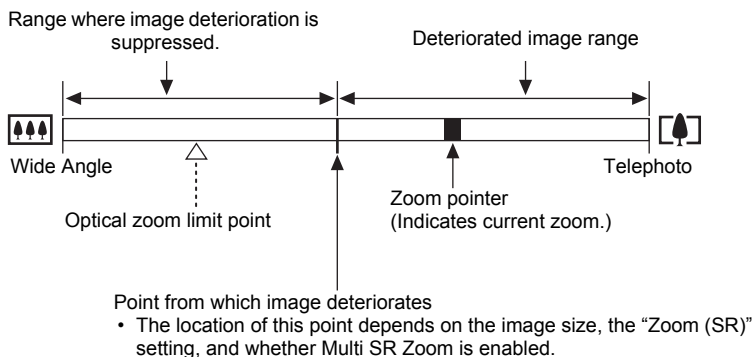 Range where image deterioration is
suppressed.
Deteriorated image range
Wide Angle
Telephoto
Optical zoom limit point
Zoom pointer
(Indicates current zoom.)
Point from which image deteriorates
• The location of this point depends on the image size, the “Zoom (SR)”
setting, and whether Multi SR Zoom is enabled.